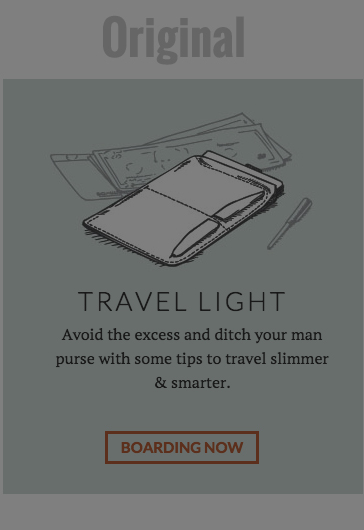 Original
TRAVEL LIGHT
Avoid the excess and ditch your man
purse with some tips to travel slimmer
& smarter.
BOARDING NOW